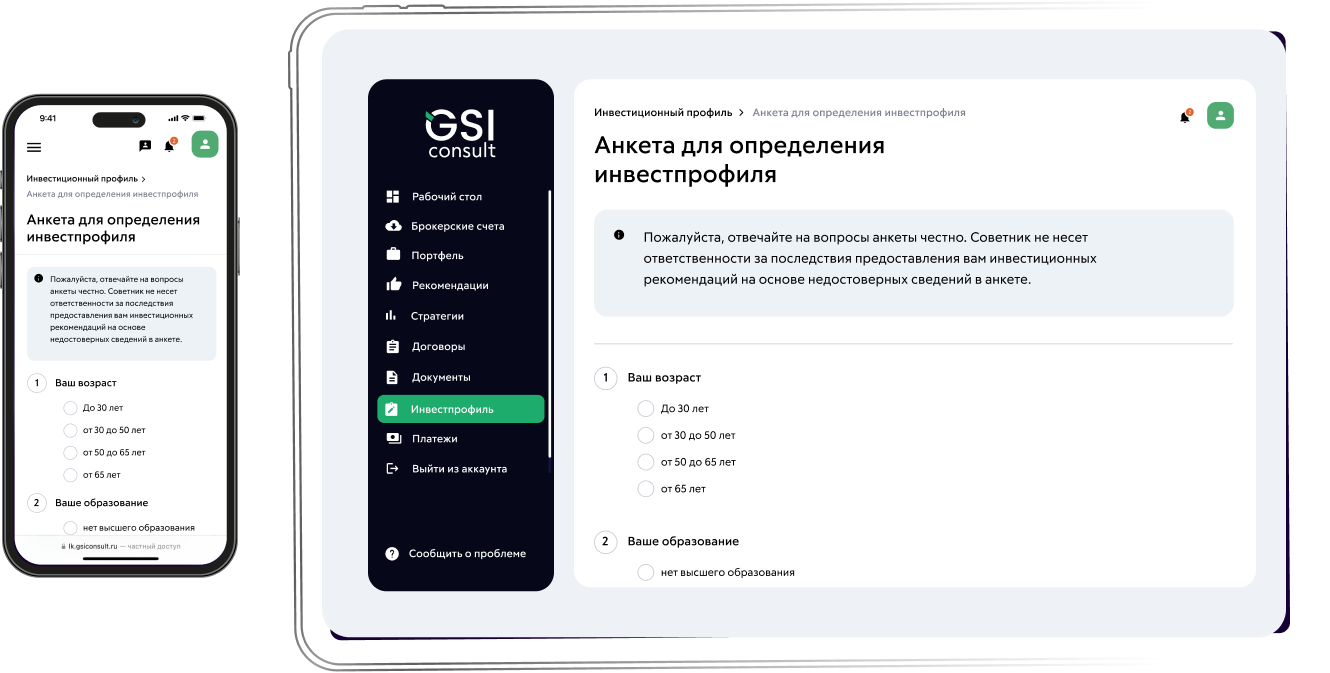 9:41
2
Инвестиционный профиль >
Анкета для определения инвестпрофиля
Анкета для определения
инвестпрофиля
Пожалуйста, отвечайте на вопросы
анкеты честно. Советник не несет
ответственности за последствия
предоставления вам инвестиционных
рекомендаций на основе
недостоверных сведений в анкете.
1 Ваш возраст
До 30 лет
от 30 до 50 лет
от 50 до 65 лет
от 65 лет
2 Ваше образование
нет высшего образования
lk.gsiconsult.ru — частный доступ
GSI
consult
Рабочий стол
Брокерские счета
Портфель
Рекомендации
Стратегии
Договоры
Документы
Инвестпрофиль
Платежи
Выйти из аккаунта
? Сообщить о проблеме
Инвестиционный профиль > Анкета для определения инвестпрофиля
2
Анкета для определения
инвестпрофиля
Пожалуйста, отвечайте на вопросы анкеты честно. Советник не несет
ответственности за последствия предоставления вам инвестиционных
рекомендаций на основе недостоверных сведений в анкете.
1 Ваш возраст
До 30 лет
от 30 до 50 лет
от 50 до 65 лет
от 65 лет
2 Ваше образование
нет высшего образования